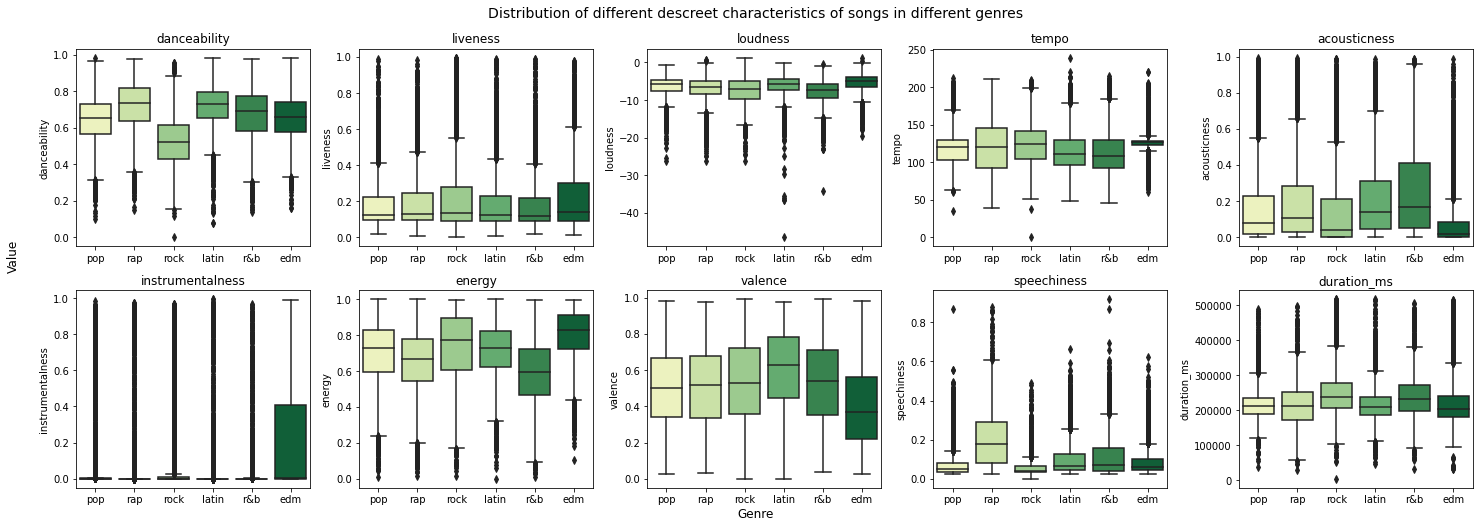 Distribution of different descreet characteristics of songs in different genres
danceability
liveness
loudness
tempo
acousticness
danceability
1.0
0.8
0.6
0.4
0.2
0.0
pop rap rock latin r&b edm
liveness
1.0
0.8
0.6
0.4
0.2
0.0
pop rap rock latin r&b edm
loudness
0
−10
−20
−30
−40
pop rap rock latin r&b edm
tempo
250
200
150
100
50
0
pop rap rock latin r&b edm
acousticness
1.0
0.8
0.6
0.4
0.2
0.0
pop rap rock latin r&b edm
Value
instrumentalness
energy
valence
speechiness
duration_ms
instrumentalness
1.0
0.8
0.6
0.4
0.2
0.0
pop rap rock latin r&b edm
energy
1.0
0.8
0.6
0.4
0.2
0.0
pop rap rock latin r&b edm
valence
1.0
0.8
0.6
0.4
0.2
0.0
pop rap rock latin r&b edm
speechiness
0.8
0.6
0.4
0.2
0.0
pop rap rock latin r&b edm
duration_ms
500000
400000
300000
200000
100000
0
pop rap rock latin r&b edm
Genre